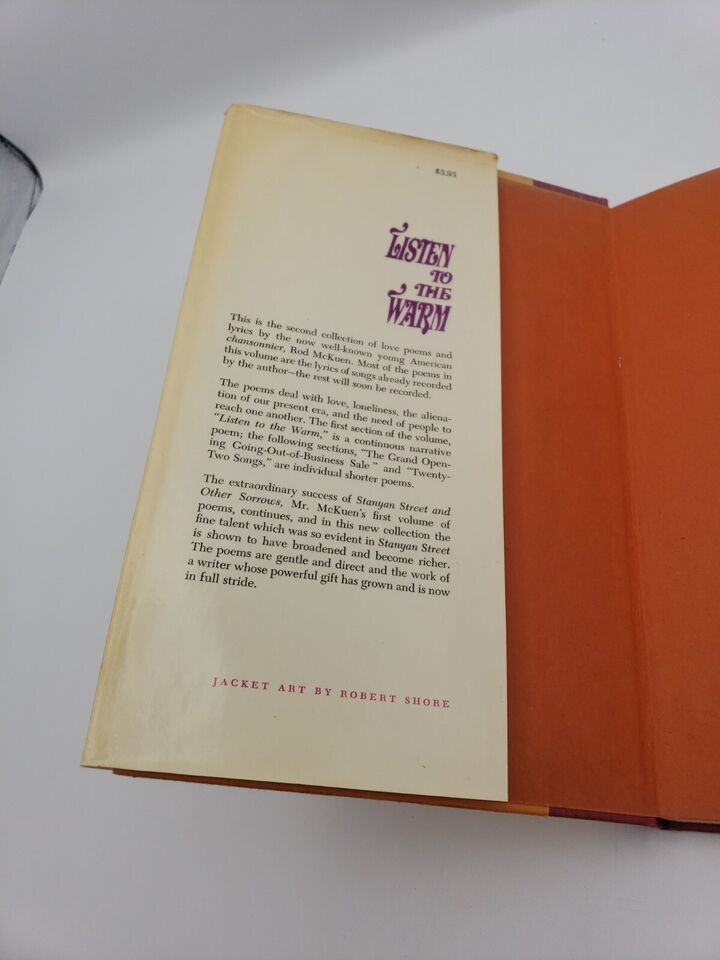 $3.95
LISTEN
TO
THE
WARM
This is the second collection of love poems and
lyrics by the now well-known young American
chansonnier, Rod McKuen. Most of the poems in
this volume are the lyrics of songs already recorded
by the author—the rest will soon be recorded.
The poems deal with love, loneliness, the aliena-
tion of our present era, and the need of people to
reach one another. The first section of the volume,
"Listen to the Warm," is a continuous narrative
poem; the following sections, "The Grand Open-
ing Going-Out-of-Business Sale" and "Twenty-
Two Songs," are individual shorter poems.
The extraordinary success of Stanyan Street and
Other Sorrows, Mr. McKuen's first volume of
poems, continues, and in this new collection the
fine talent which was so evident in Stanyan Street
is shown to have broadened and become richer.
The poems are gentle and direct and the work of
a writer whose powerful gift has grown and is now
in full stride.
JACKET ART BY ROBERT SHORE